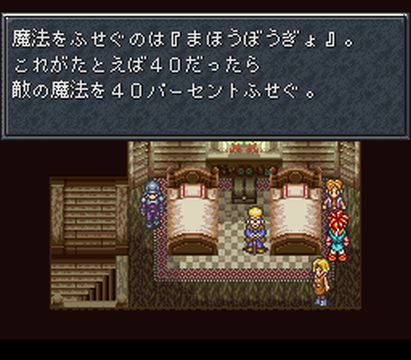 魔法をふせぐのは『まほうぼうぎょ』。
これがたとえば４０だったら
敵の魔法を４０パーセントふせぐ。